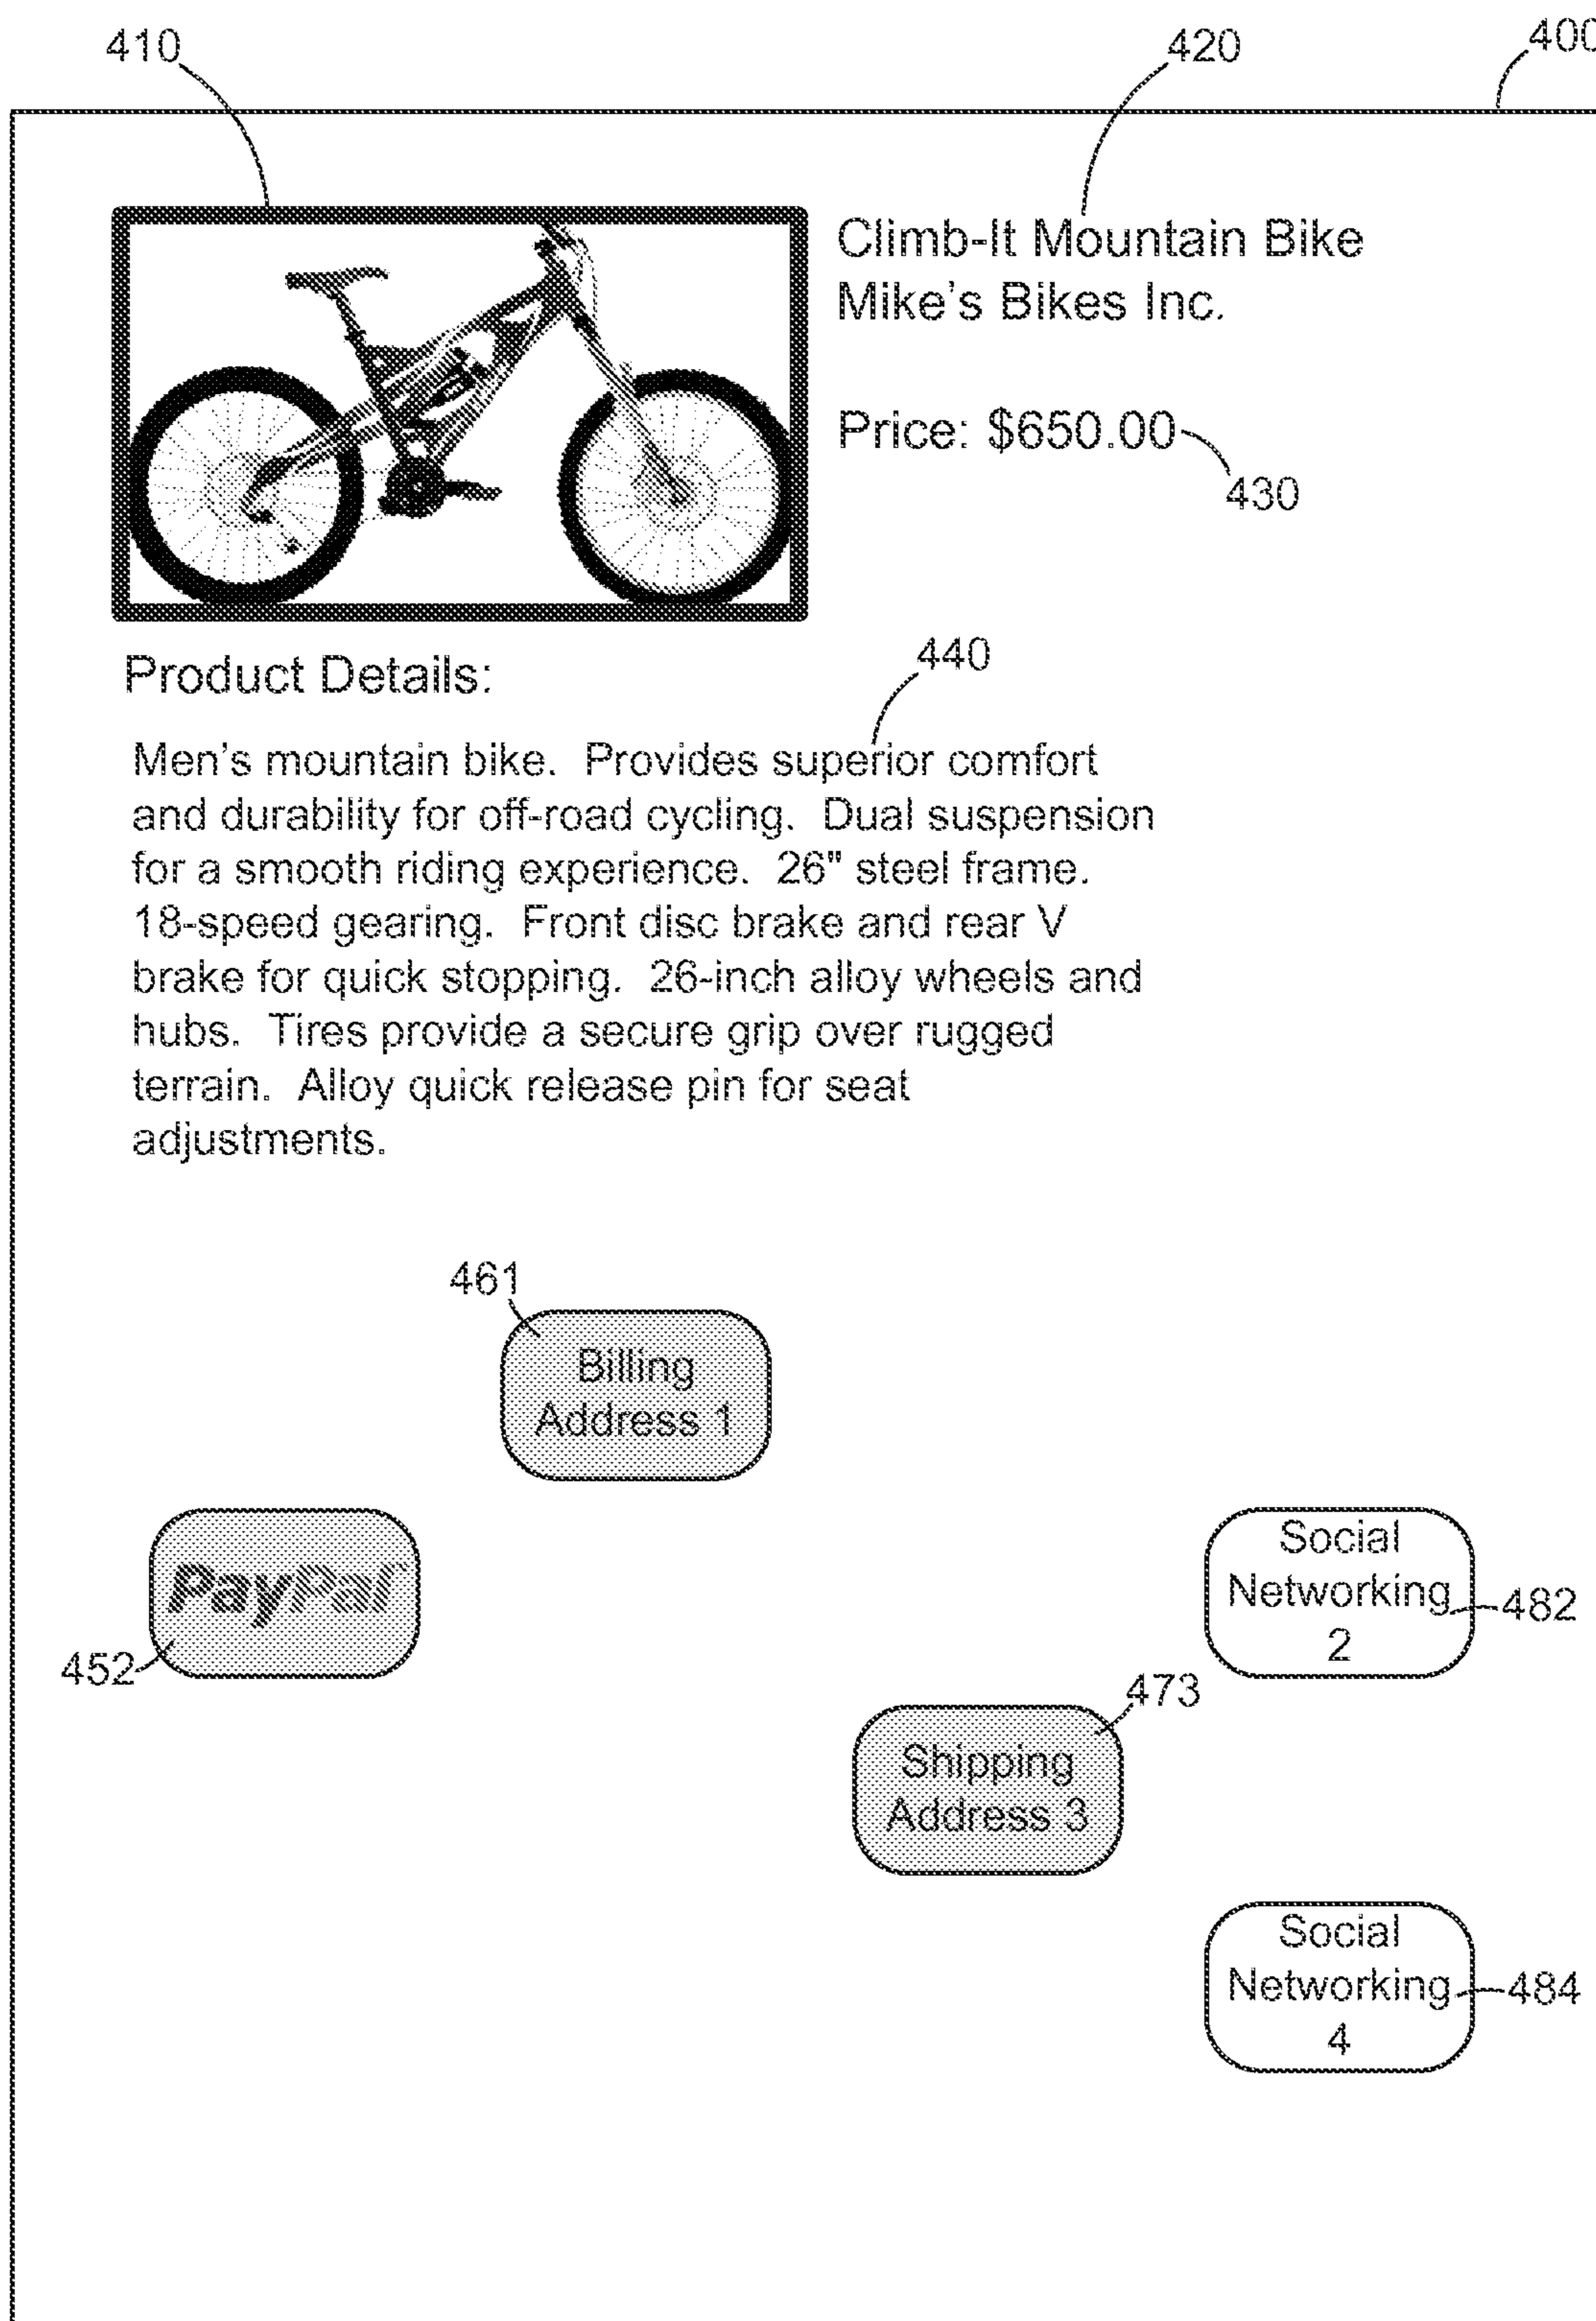 410
420
400
Climb-It Mountain Bike
Mike's Bikes Inc.
Price: $650.00
430
Product Details:
440
Men's mountain bike.  Provides superior comfort
and durability for off-road cycling.  Dual suspension
for a smooth riding experience.  26" steel frame.
18-speed gearing.  Front disc brake and rear V
brake for quick stopping.  26-inch alloy wheels and
hubs.  Tires provide a secure grip over rugged
terrain.  Alloy quick release pin for seat
adjustments.
461
Billing
Address 1
PayPal
452
Social
Networking
2
482
473
Shipping
Address 3
Social
Networking
4
484